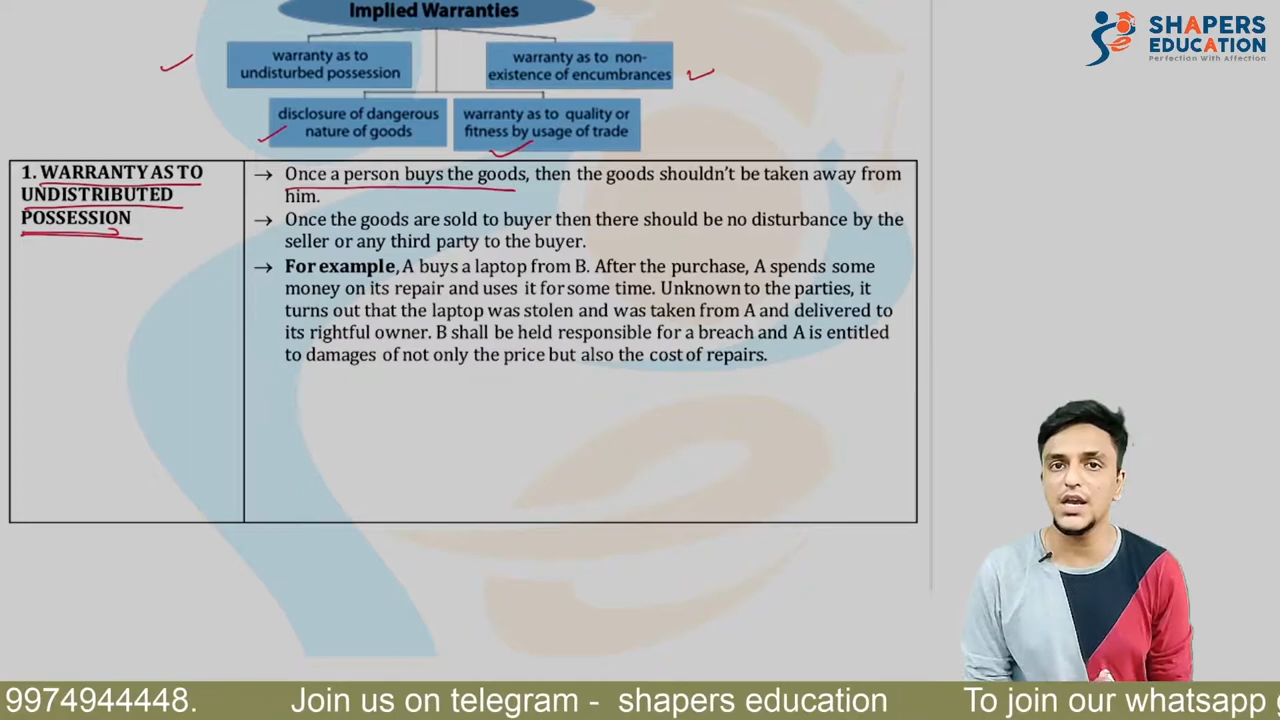 Implied Warranties
SHAPERS
EDUCATION
Perfection With Affection
warranty as to
undisturbed possession
warranty as to non-
existence of encumbrances
disclosure of dangerous
nature of goods
warranty as to quality or
fitness by usage of trade
1. WARRANTY AS TO
UNDISTRIBUTED
POSSESSION
→ Once a person buys the goods, then the goods shouldn't be taken away from
him.
→ Once the goods are sold to buyer then there should be no disturbance by the
seller or any third party to the buyer.
→ For example, A buys a laptop from B. After the purchase, A spends some
money on its repair and uses it for some time. Unknown to the parties, it
turns out that the laptop was stolen and was taken from A and delivered to
its rightful owner. B shall be held responsible for a breach and A is entitled
to damages of not only the price but also the cost of repairs.
9974944448. Join us on telegram - shapers education To join our whatsapp